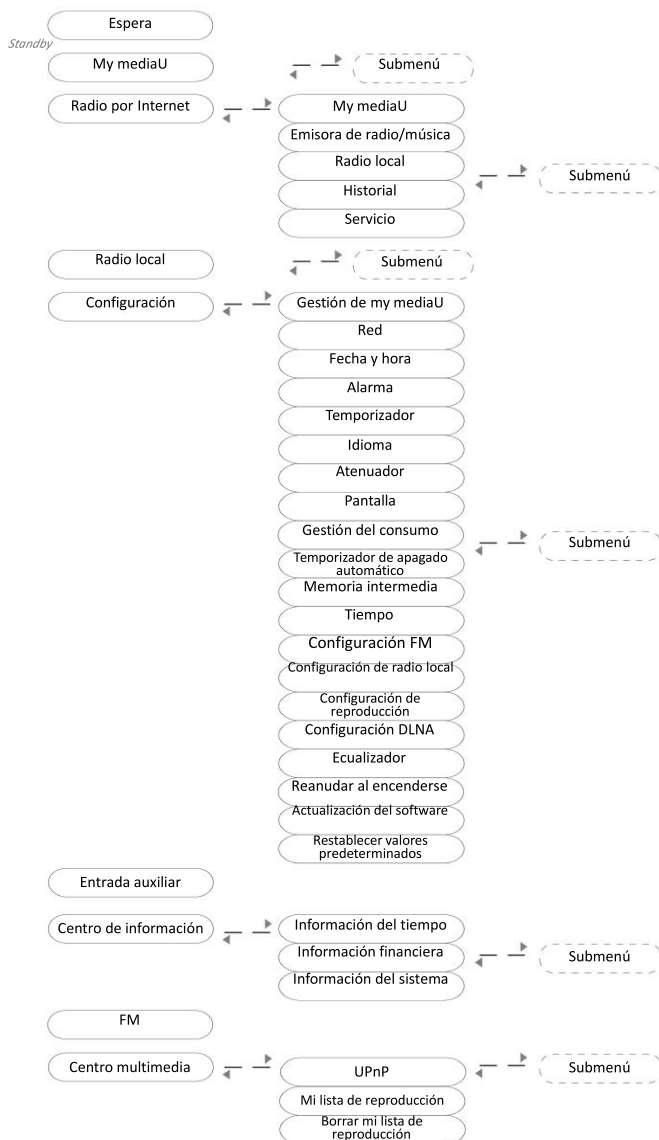 Espera
Standby
My mediaU
Submenú
Radio por Internet
My mediaU
Emisora de radio/música
Radio local
Historial
Servicio
Submenú
Radio local
Submenú
Configuración
Gestión de my mediaU
Red
Fecha y hora
Alarma
Temporizador
Idioma
Atenuador
Pantalla
Gestión del consumo
Temporizador de apagado
automático
Memoria intermedia
Tiempo
Configuración FM
Configuración de radio local
Configuración de
reproducción
Configuración DLNA
Ecualizador
Reanudar al encenderse
Actualización del software
Restablecer valores
predeterminados
Submenú
Entrada auxiliar
Centro de información
Información del tiempo
Información financiera
Información del sistema
Submenú
FM
Centro multimedia
UPnP
Mi lista de reproducción
Borrar mi lista de
reproducción
Submenú